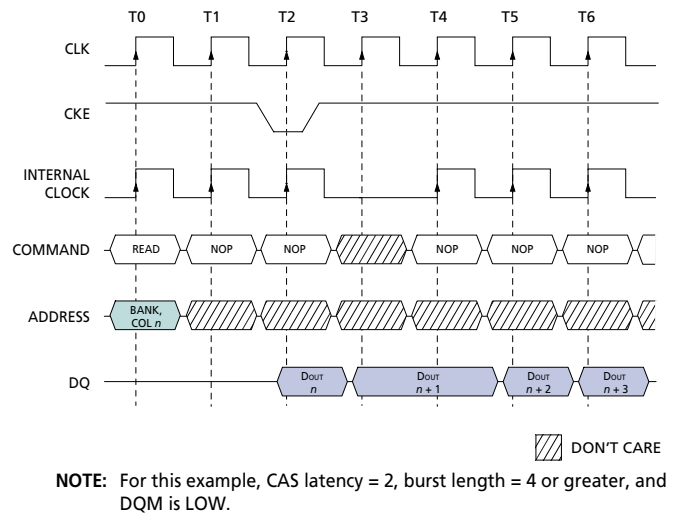 T0 T1 T2 T3 T4 T5 T6
CLK
CKE
INTERNAL
CLOCK
COMMAND READ NOP NOP NOP NOP NOP
ADDRESS BANK,
COL n
DQ DOUT
n DOUT
n + 1 DOUT
n + 2 DOUT
n + 3
DON'T CARE
NOTE: For this example, CAS latency = 2, burst length = 4 or greater, and
DQM is LOW.